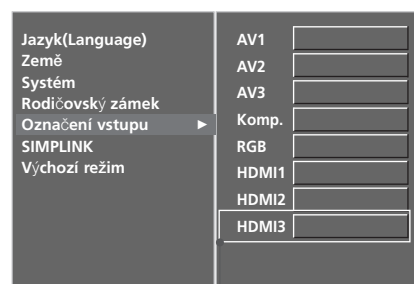 Jazyk(Language)
Země
Systém
Rodičovský zámek
Označení vstupu ►
SIMPLINK
Výchozí režim
AV1
AV2
AV3
Komp.
RGB
HDMI1
HDMI2
HDMI3